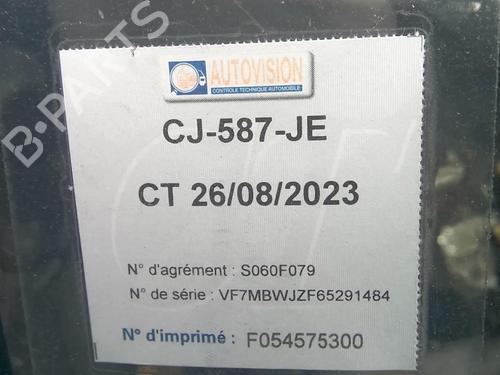 AUTOVISION
CONTROLE TECHNIQUE AUTOMOBILE
CJ-587-JE
CT 26/08/2023
N° d'agrément : S060F079
N° de série : VF7MBWJZF65291484
N° d'imprimé : F054575300
B-PARTS